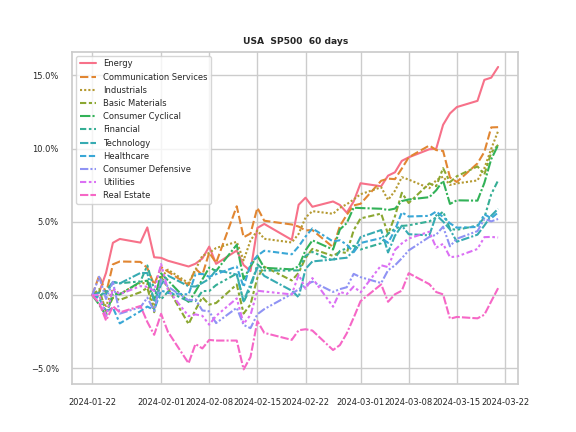 USA SP500 60 days
15.0%
10.0%
5.0%
0.0%
−5.0%
Energy
Communication Services
Industrials
Basic Materials
Consumer Cyclical
Financial
Technology
Healthcare
Consumer Defensive
Utilities
Real Estate
2024-01-22 2024-02-01 2024-02-08 2024-02-15 2024-02-22 2024-03-01 2024-03-08 2024-03-15 2024-03-22